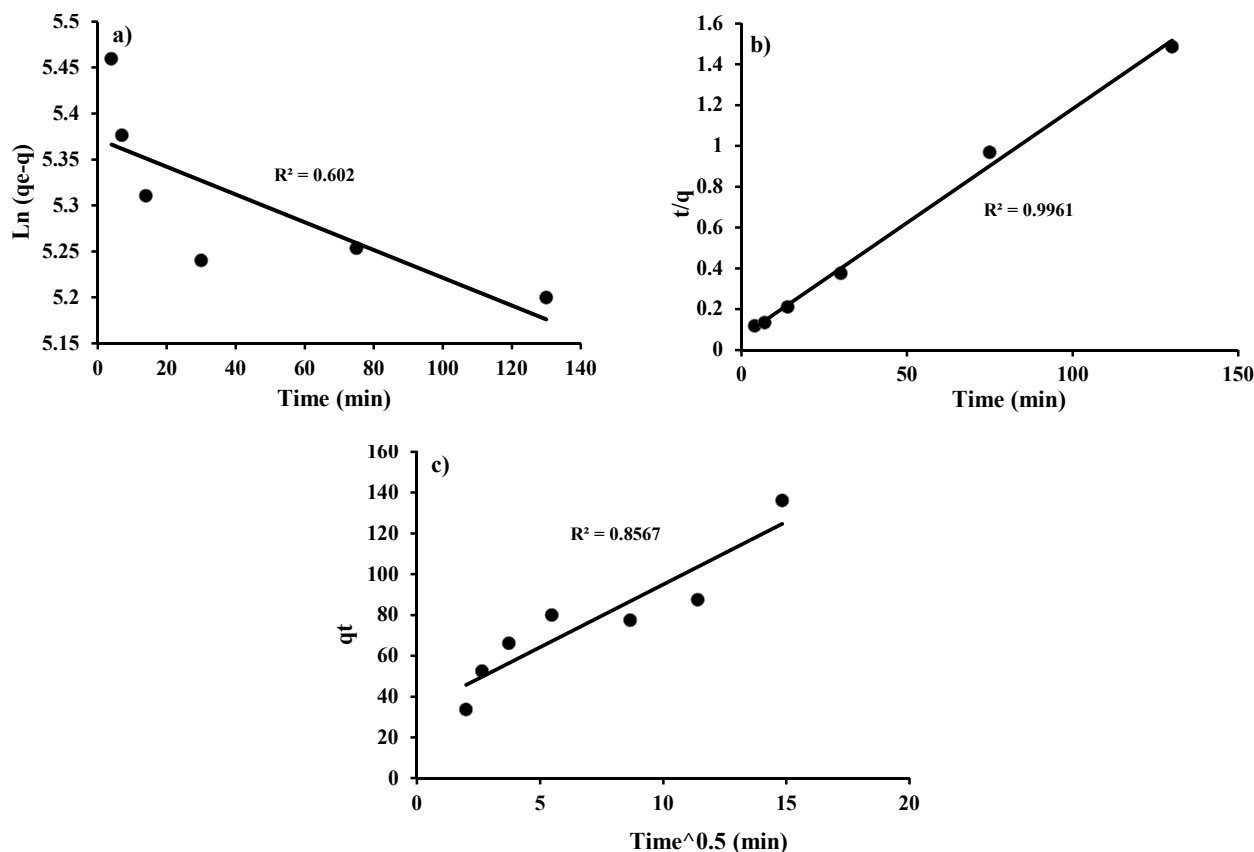 a)
5.5
5.45
5.4
5.35
5.3
5.25
5.2
5.15
Ln (qe-q)
R² = 0.602
0 20 40 60 80 100 120 140
Time (min)
b)
1.6
1.4
1.2
1
0.8
0.6
0.4
0.2
0
t/q
R² = 0.9961
0 50 100 150
Time (min)
c)
160
140
120
100
80
60
40
20
0
qt
R² = 0.8567
0 5 10 15 20
Time^0.5 (min)